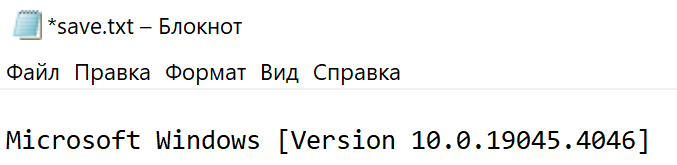 *save.txt – Блокнот
Файл Правка Формат Вид Справка
Microsoft Windows [Version 10.0.19045.4046]